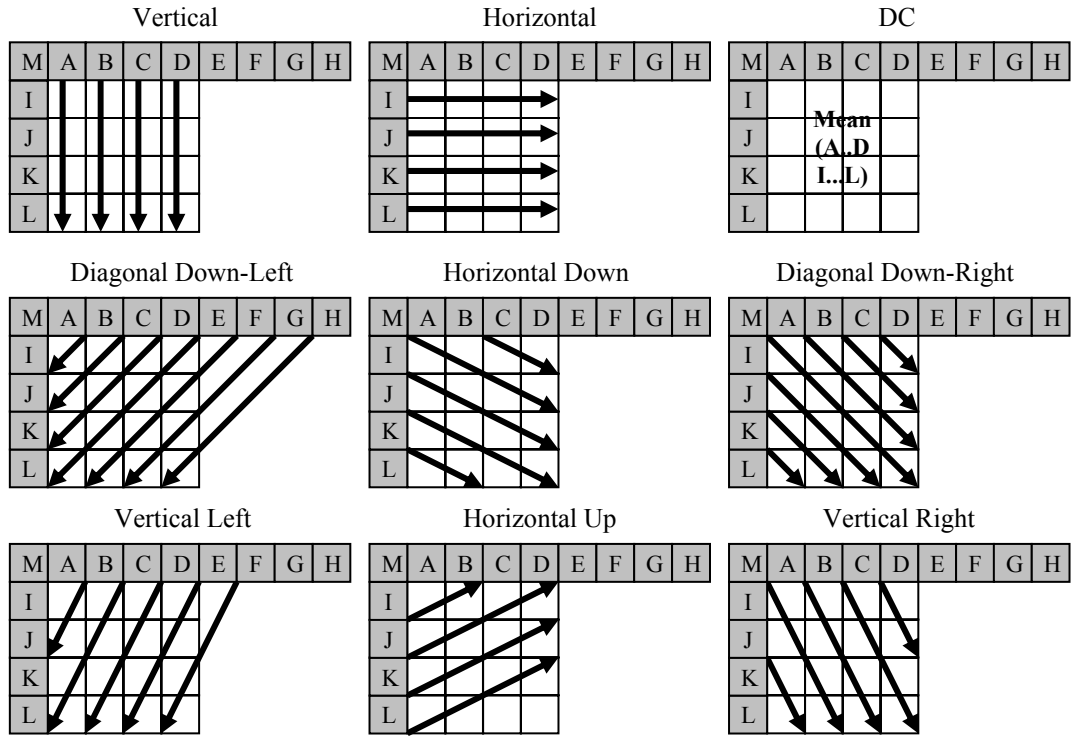 Vertical
M A B C D E F G H
I
J
K
L
Horizontal
M A B C D E F G H
I
J
K
L
DC
M A B C D E F G H
I
J
K
L
Mean
(A..D
I...L)
Diagonal Down-Left
M A B C D E F G H
I
J
K
L
Horizontal Down
M A B C D E F G H
I
J
K
L
Diagonal Down-Right
M A B C D E F G H
I
J
K
L
Vertical Left
M A B C D E F G H
I
J
K
L
Horizontal Up
M A B C D E F G H
I
J
K
L
Vertical Right
M A B C D E F G H
I
J
K
L